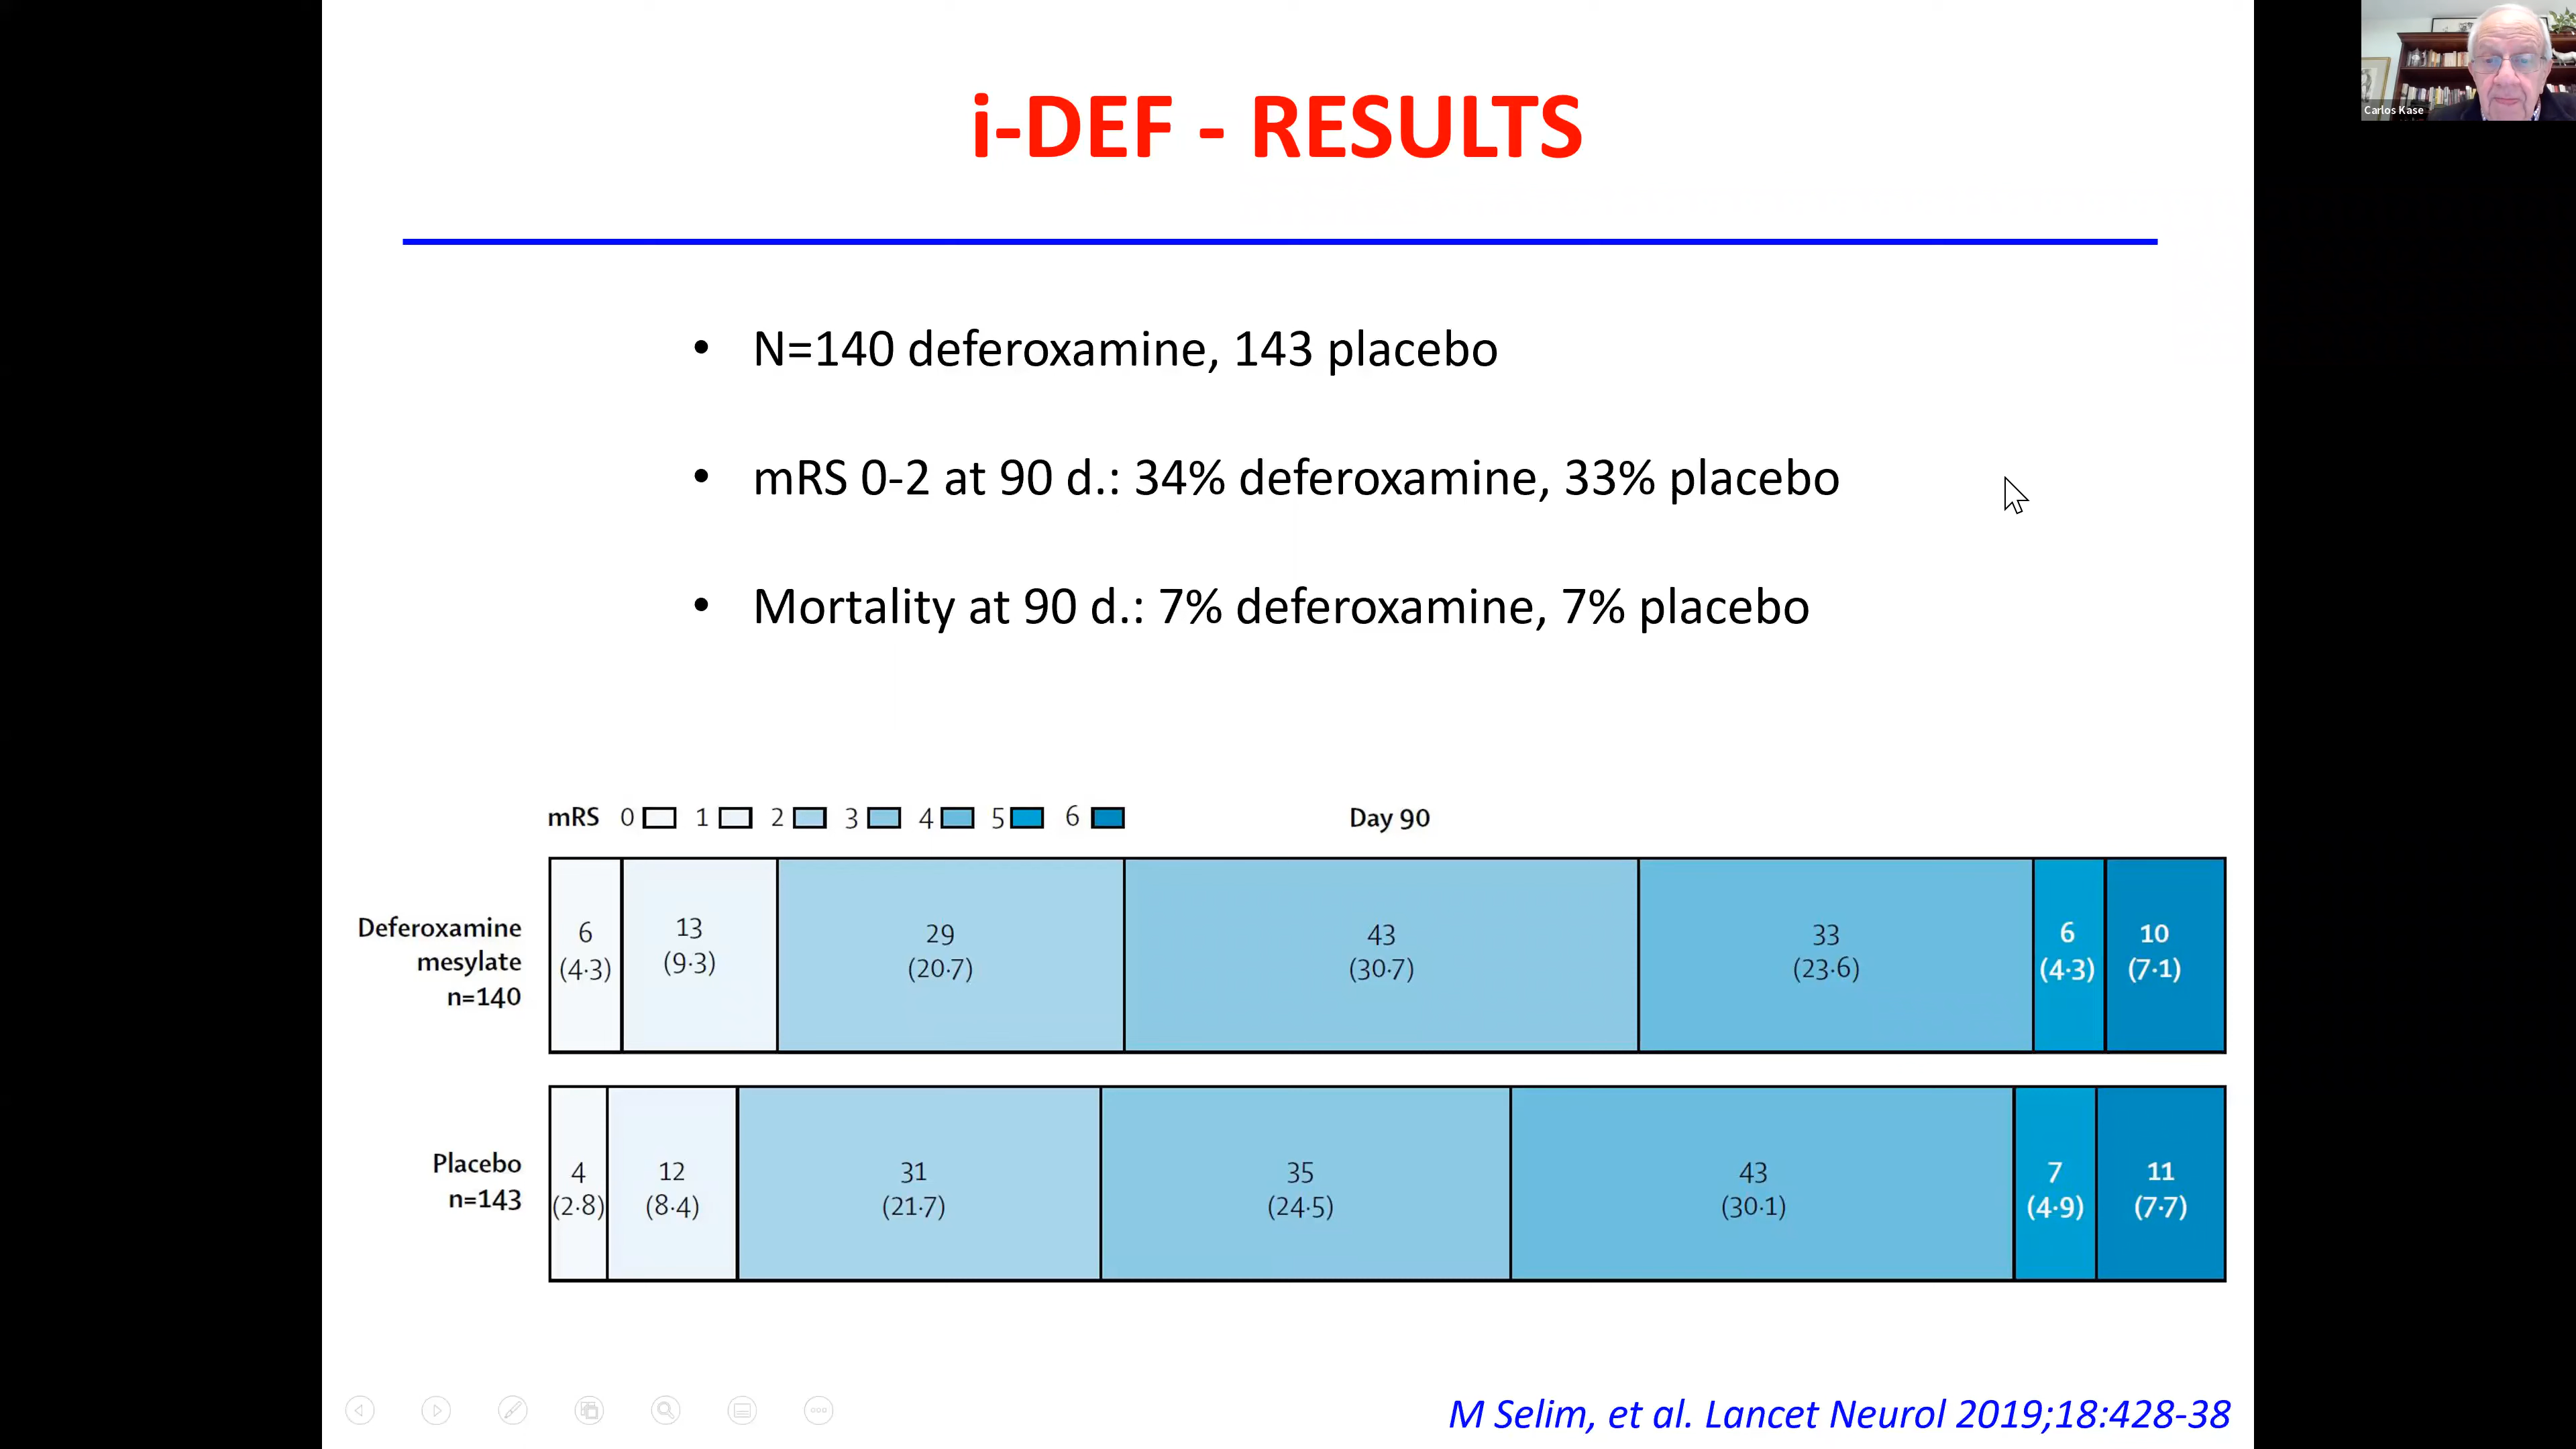 i-DEF - RESULTS
Carlos Kase
• N=140 deferoxamine, 143 placebo
• mRS 0-2 at 90 d.: 34% deferoxamine, 33% placebo
• Mortality at 90 d.: 7% deferoxamine, 7% placebo
mRS 0 1 2 3 4 5 6 Day 90
Deferoxamine
mesylate
n=140
6 13 29 43 33 6 10
(4·3) (9·3) (20·7) (30·7) (23·6) (4·3) (7·1)
Placebo
n=143
4 12 31 35 43 7 11
(2·8) (8·4) (21·7) (24·5) (30·1) (4·9) (7·7)
M Selim, et al. Lancet Neurol 2019;18:428-38